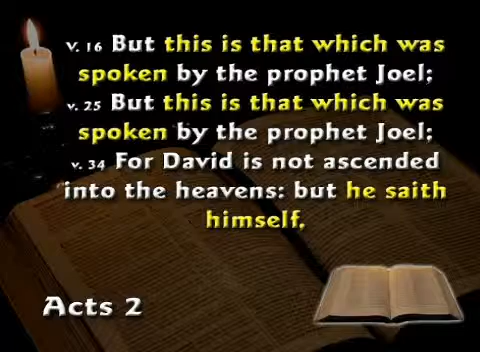 v. 16 But this is that which was
spoken by the prophet Joel;
v. 25 But this is that which was
spoken by the prophet Joel;
v. 34 For David is not ascended
into the heavens: but he saith
himself,
Acts 2